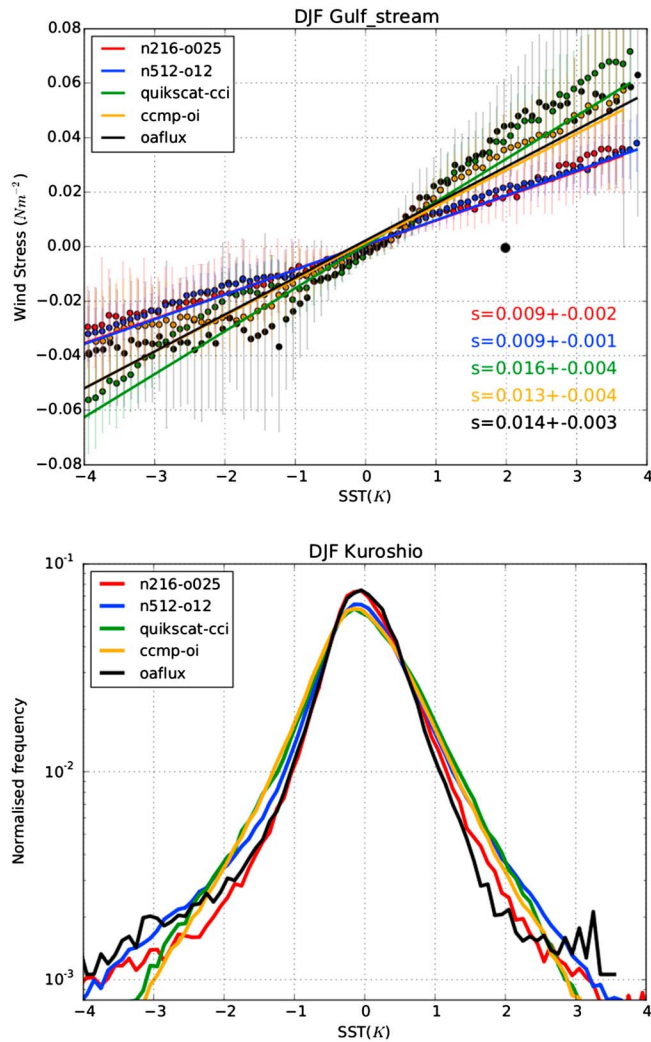 DJF Gulf_stream
0.08
0.06
0.04
0.02
0.00
−0.02
−0.04
−0.06
−0.08
Wind Stress (Nm⁻²)
n216-o025
n512-o12
quikscat-cci
ccmp-oi
oaflux
s=0.009+-0.002
s=0.009+-0.001
s=0.016+-0.004
s=0.013+-0.004
s=0.014+-0.003
−4 −3 −2 −1 0 1 2 3 4
SST(K)
DJF Kuroshio
10⁻¹
10⁻²
10⁻³
Normalised frequency
n216-o025
n512-o12
quikscat-cci
ccmp-oi
oaflux
−4 −3 −2 −1 0 1 2 3 4
SST(K)